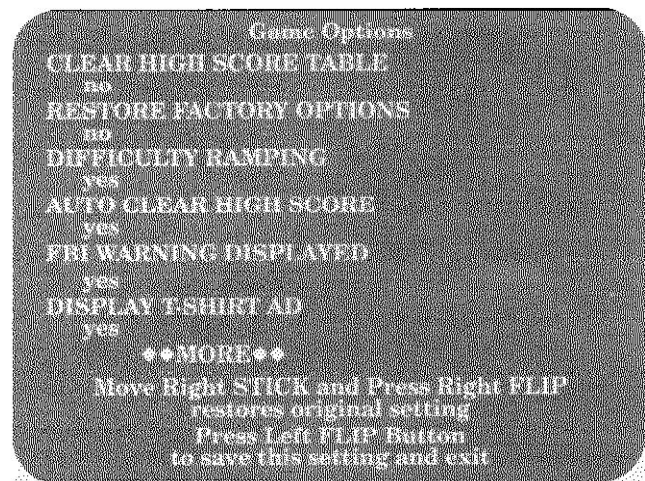 Game Options
CLEAR HIGH SCORE TABLE
no
RESTORE FACTORY OPTIONS
no
DIFFICULTY RAMPING
yes
AUTO CLEAR HIGH SCORE
yes
FBI WARNING DISPLAYED
yes
DISPLAY T-SHIRT AD
yes
◆◆MORE◆◆
Move Right STICK and Press Right FLIP
restores original setting
Press Left FLIP Button
to save this setting and exit